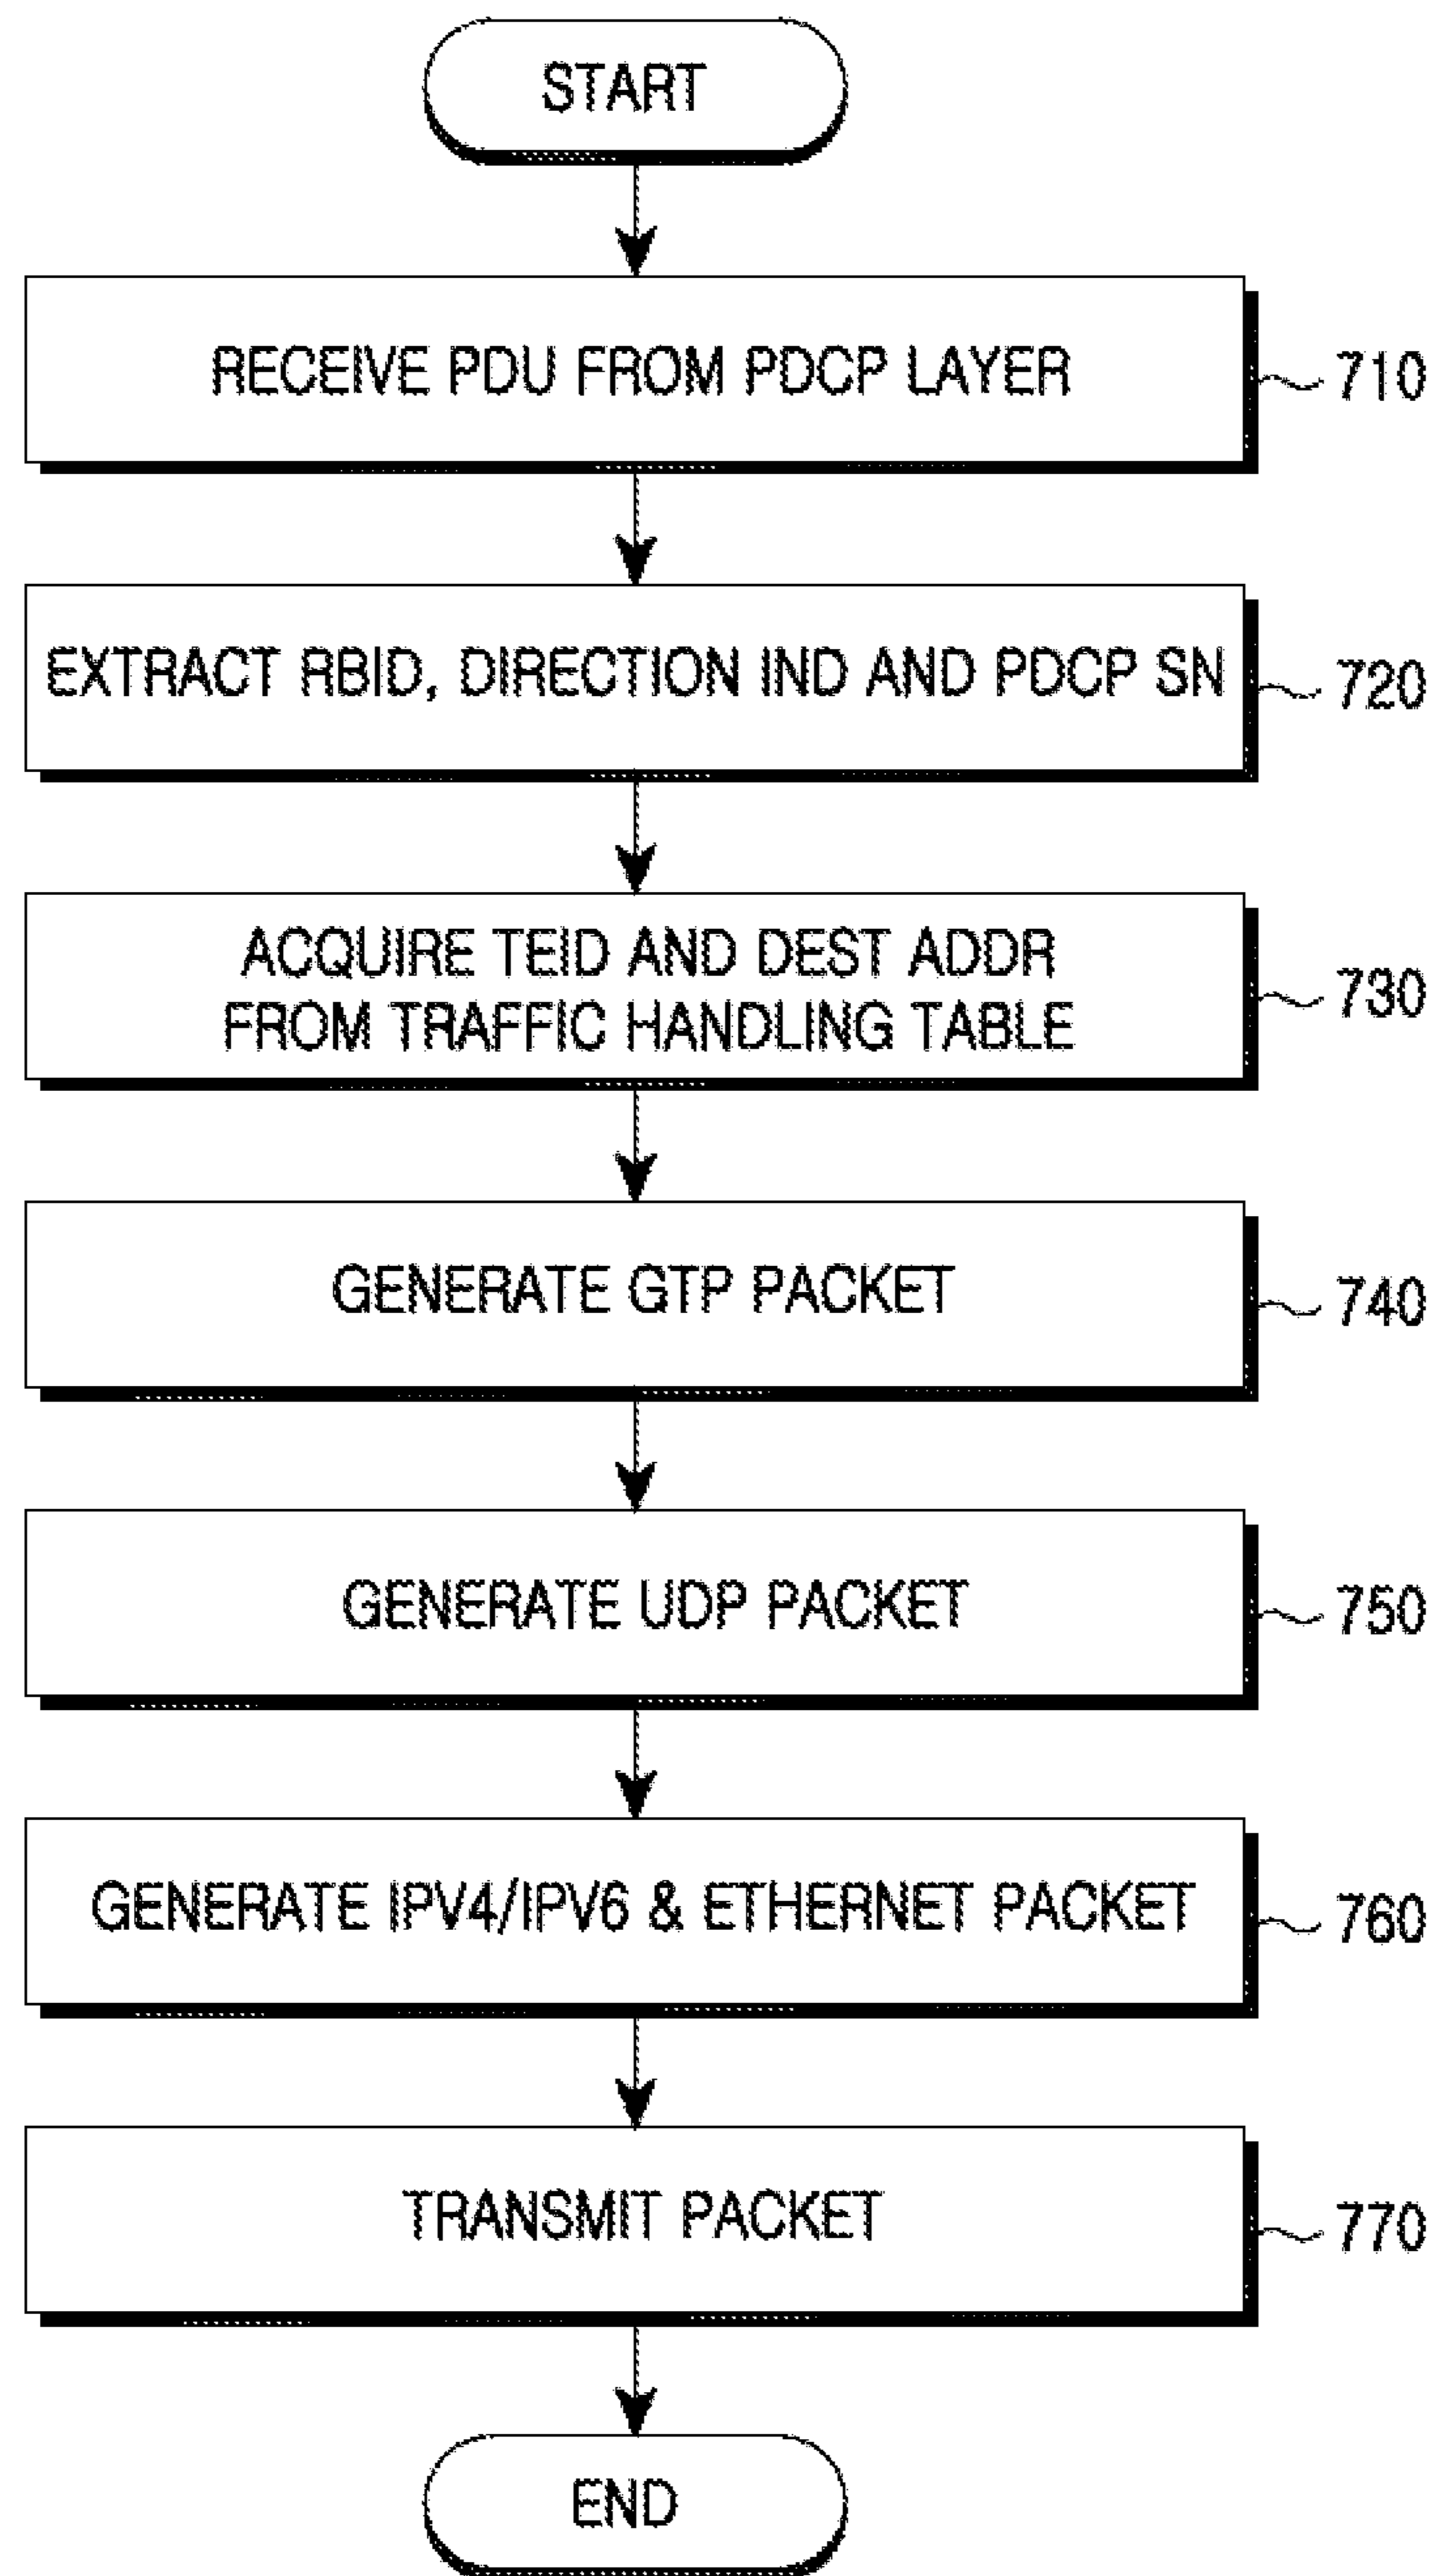 START
RECEIVE PDU FROM PDCP LAYER
710
EXTRACT RBID, DIRECTION IND AND PDCP SN
720
ACQUIRE TEID AND DEST ADDR
FROM TRAFFIC HANDLING TABLE
730
GENERATE GTP PACKET
740
GENERATE UDP PACKET
750
GENERATE IPV4/IPV6 & ETHERNET PACKET
760
TRANSMIT PACKET
770
END